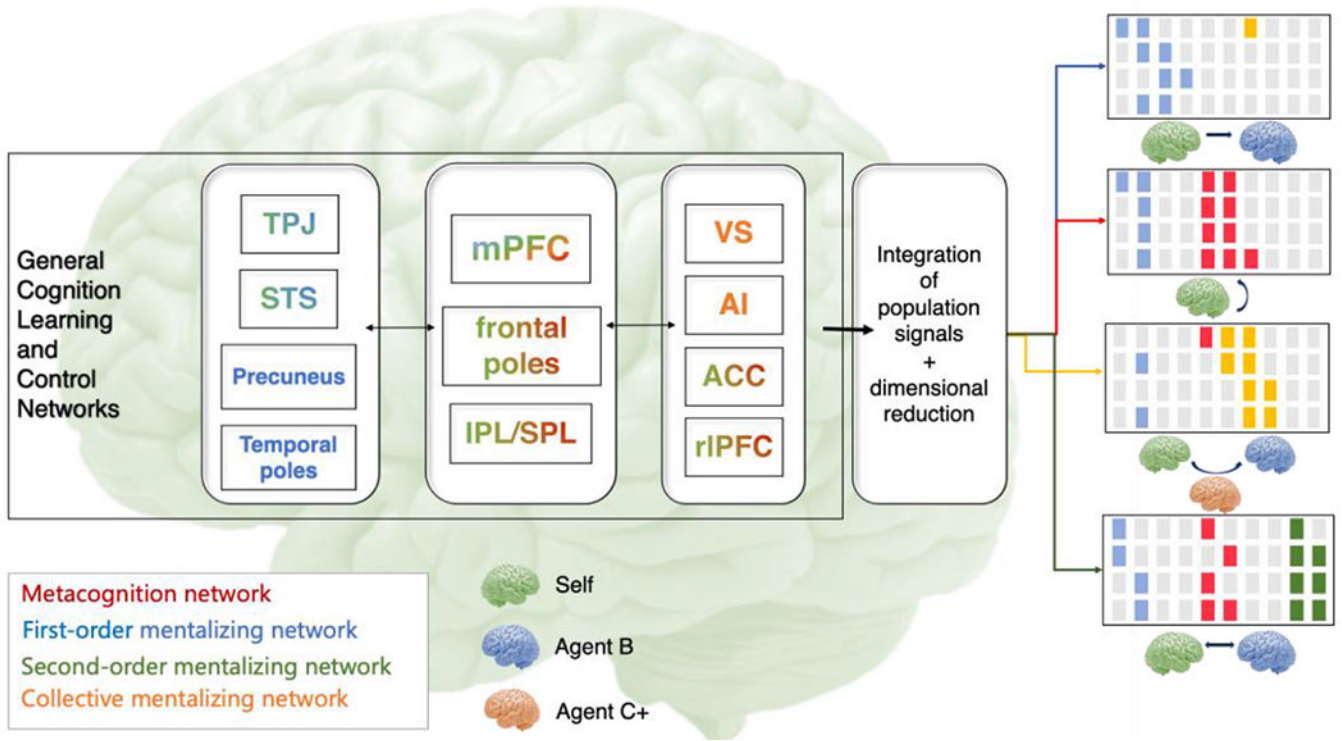 General
Cognition
Learning
and
Control
Networks
TPJ
STS
Precuneus
Temporal
poles
mPFC
frontal
poles
IPL/SPL
VS
AI
ACC
rlPFC
Integration
of
population
signals
+
dimensional
reduction
Metacognition network
First-order mentalizing network
Second-order mentalizing network
Collective mentalizing network
Self
Agent B
Agent C+